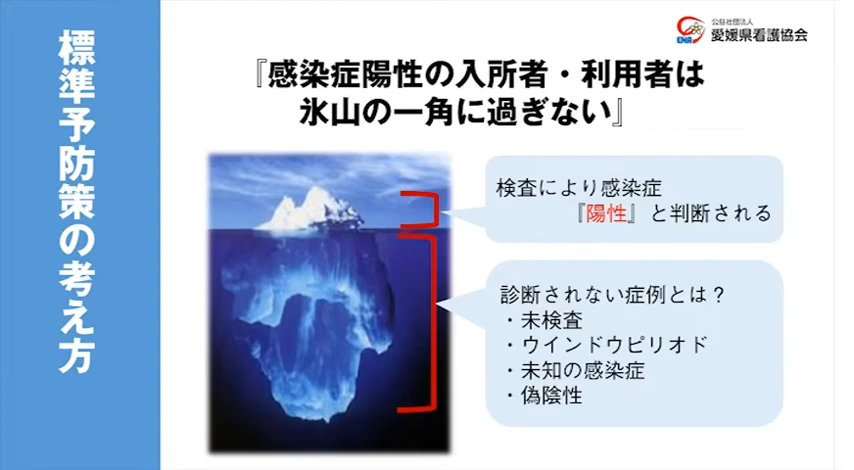 標準予防策の考え方
公益社団法人
愛媛県看護協会
ENA
『感染症陽性の入所者・利用者は
氷山の一角に過ぎない』
検査により感染症
『陽性』と判断される
診断されない症例とは？
・未検査
・ウインドウピリオド
・未知の感染症
・偽陰性